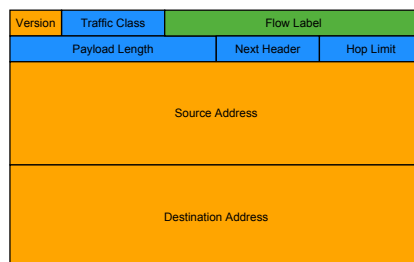 Version Traffic Class Flow Label
Payload Length Next Header Hop Limit
Source Address
Destination Address